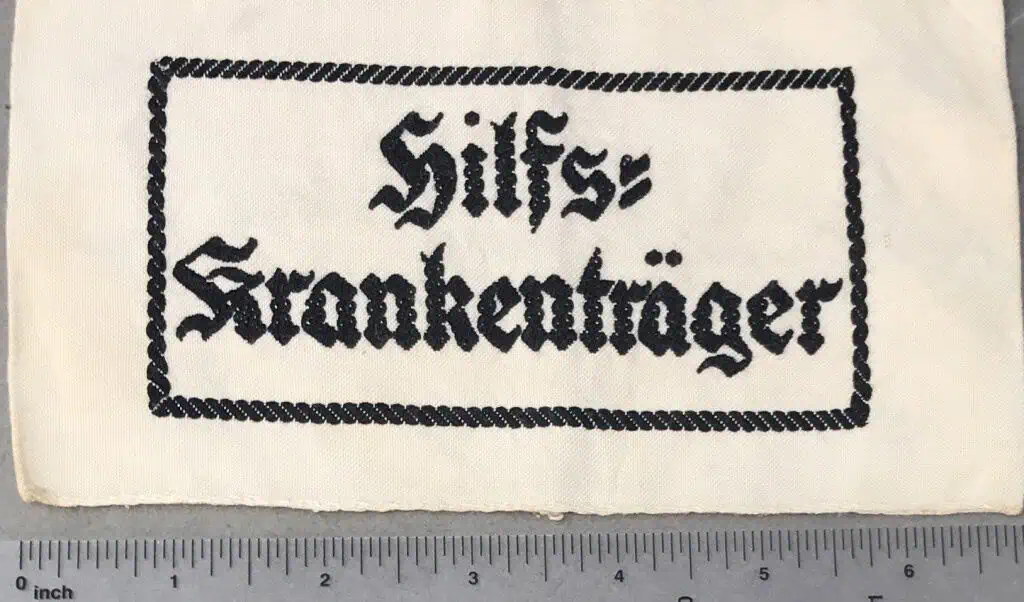 Hilfs-
Krankenträger
0 1 2 3 4 5 6
inch